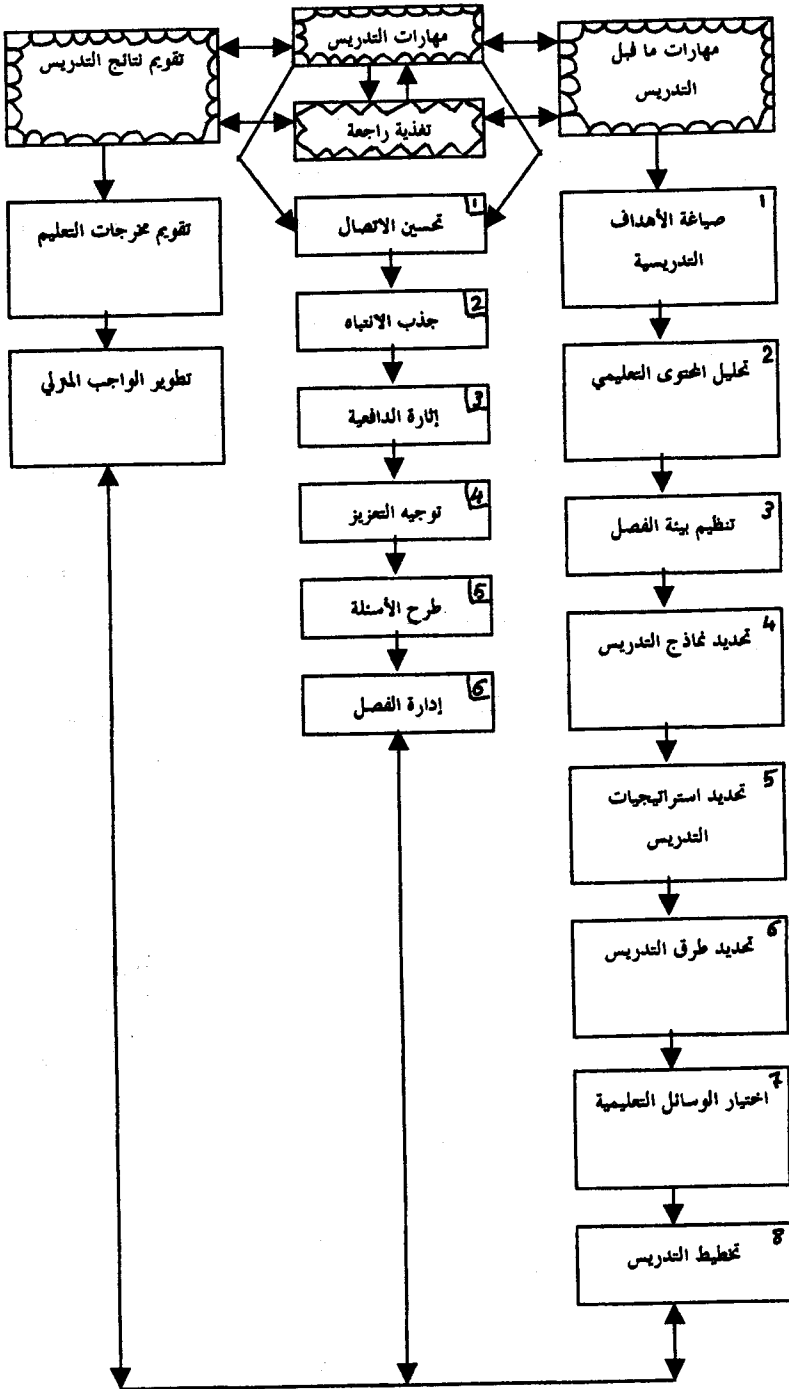 مهارات ما قبل
التدريس
1
صياغة الأهداف
التدريسية
2
تحليل المحتوى التعليمي
3
تنظيم بيئة الفصل
4
تحديد نماذج التدريس
5
تحديد استراتيجيات
التدريس
6
تحديد طرق التدريس
7
اختيار الوسائل التعليمية
8
تخطيط التدريس
مهارات التدريس
تغذية راجعة
1
تحسين الاتصال
2
جذب الانتباه
3
إثارة الدافعية
4
توجيه التعزيز
5
طرح الأسئلة
6
إدارة الفصل
تقويم نتائج التدريس
تقويم مخرجات التعليم
تطوير الواجب المنزلي